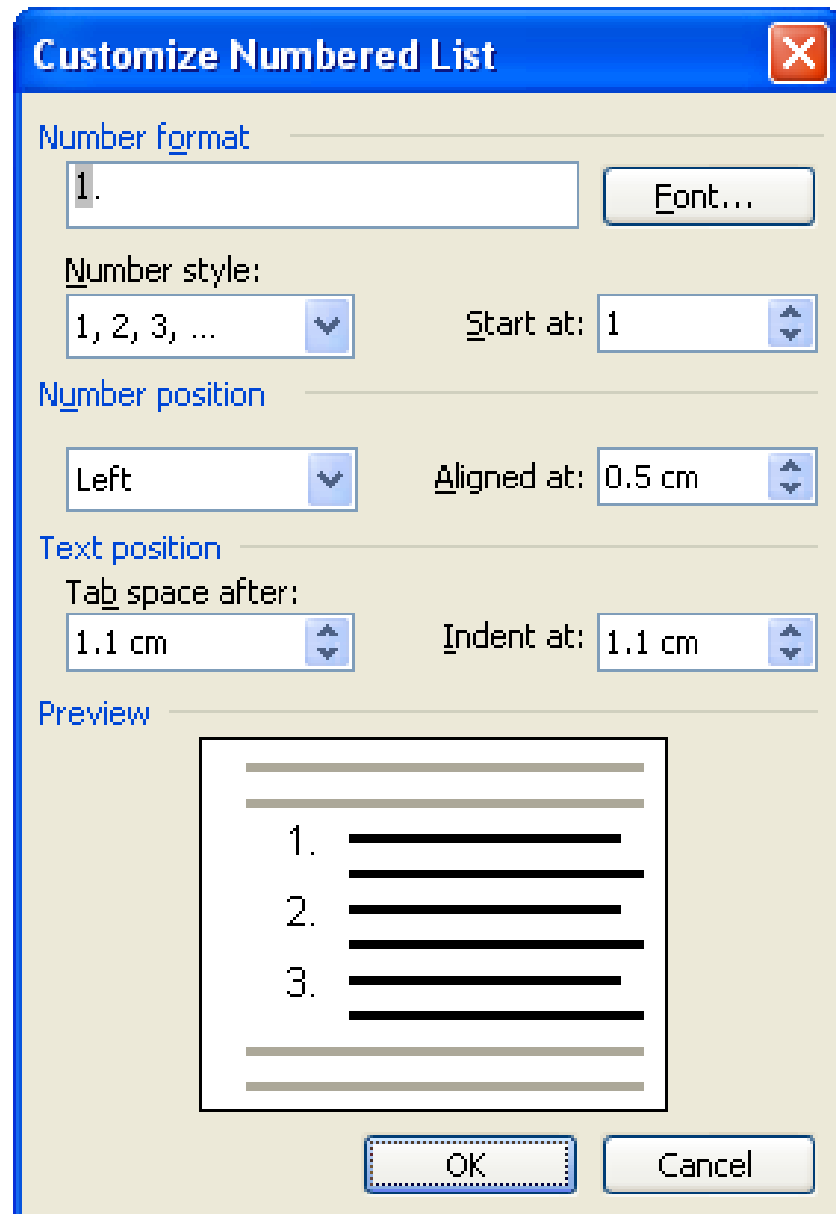 Customize Numbered List
Number format
1.
Font...
Number style:
1, 2, 3, ...
Start at: 1
Number position
Left
Aligned at: 0.5 cm
Text position
Tab space after:
1.1 cm
Indent at: 1.1 cm
Preview
1.
2.
3.
OK
Cancel